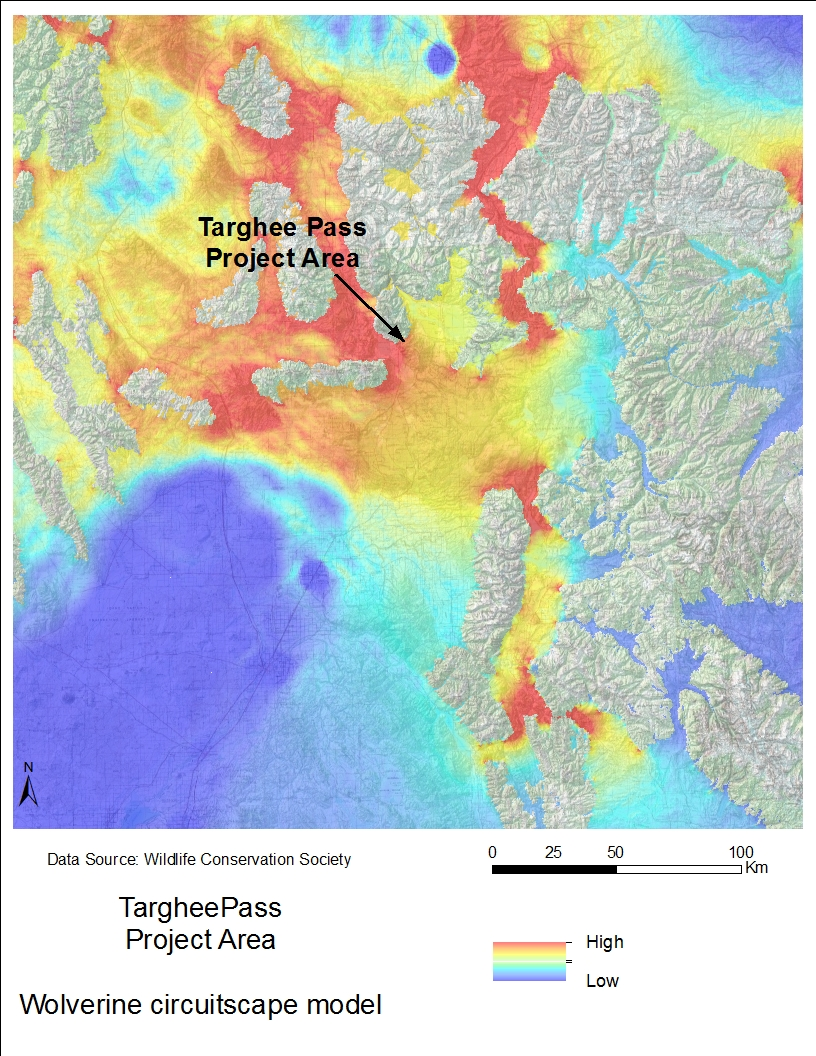 Targhee Pass
Project Area
N
Data Source: Wildlife Conservation Society
0 25 50 100
Km
TargheePass
Project Area
High
Low
Wolverine circuitscape model